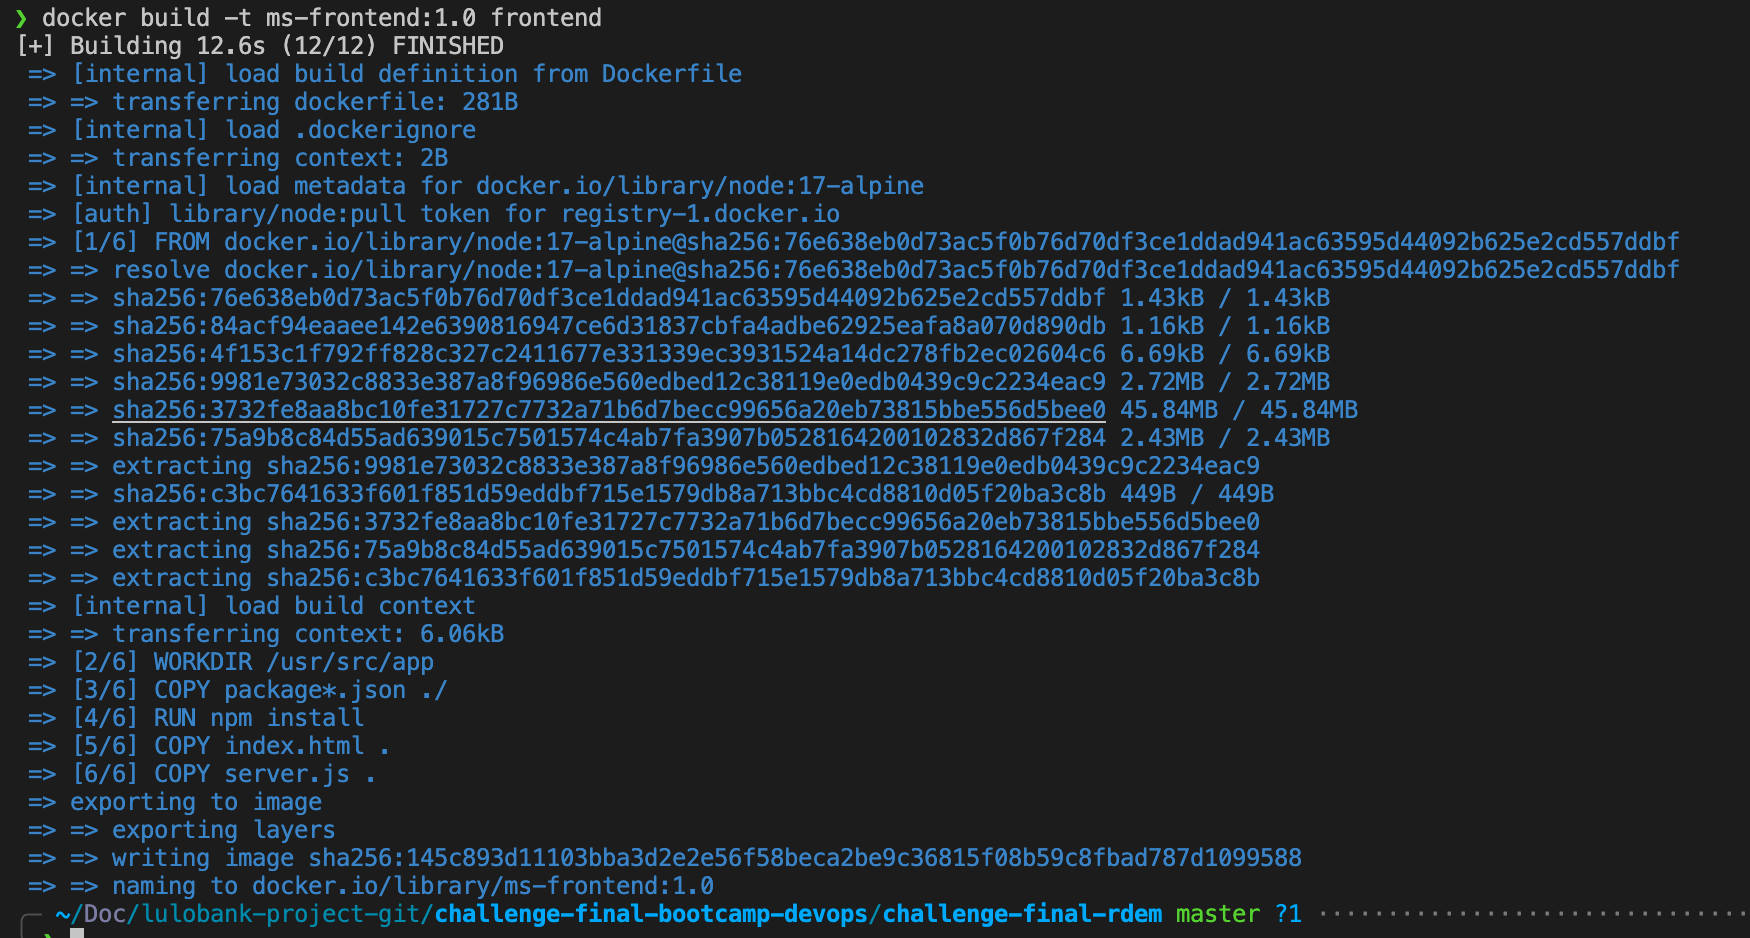 ❯ docker build -t ms-frontend:1.0 frontend
[+] Building 12.6s (12/12) FINISHED
=> [internal] load build definition from Dockerfile
=> => transferring dockerfile: 281B
=> [internal] load .dockerignore
=> => transferring context: 2B
=> [internal] load metadata for docker.io/library/node:17-alpine
=> [auth] library/node:pull token for registry-1.docker.io
=> [1/6] FROM docker.io/library/node:17-alpine@sha256:76e638eb0d73ac5f0b76d70df3ce1ddad941ac63595d44092b625e2cd557ddbf
=> => resolve docker.io/library/node:17-alpine@sha256:76e638eb0d73ac5f0b76d70df3ce1ddad941ac63595d44092b625e2cd557ddbf
=> => sha256:76e638eb0d73ac5f0b76d70df3ce1ddad941ac63595d44092b625e2cd557ddbf 1.43kB / 1.43kB
=> => sha256:84acf94eaaee142e6390816947ce6d31837cbfa4adbe62925eafa8a070d890db 1.16kB / 1.16kB
=> => sha256:4f153c1f792ff828c327c2411677e331339ec3931524a14dc278fb2ec02604c6 6.69kB / 6.69kB
=> => sha256:9981e73032c8833e387a8f96986e560edbed12c38119e0edb0439c9c2234eac9 2.72MB / 2.72MB
=> => sha256:3732fe8aa8bc10fe31727c7732a71b6d7becc99656a20eb73815bbe556d5bee0 45.84MB / 45.84MB
=> => sha256:75a9b8c84d55ad639015c7501574c4ab7fa3907b0528164200102832d867f284 2.43MB / 2.43MB
=> => extracting sha256:9981e73032c8833e387a8f96986e560edbed12c38119e0edb0439c9c2234eac9
=> => sha256:c3bc7641633f601f851d59eddbf715e1579db8a713bbc4cd8810d05f20ba3c8b 449B / 449B
=> => extracting sha256:3732fe8aa8bc10fe31727c7732a71b6d7becc99656a20eb73815bbe556d5bee0
=> => extracting sha256:75a9b8c84d55ad639015c7501574c4ab7fa3907b0528164200102832d867f284
=> => extracting sha256:c3bc7641633f601f851d59eddbf715e1579db8a713bbc4cd8810d05f20ba3c8b
=> [internal] load build context
=> => transferring context: 6.06kB
=> [2/6] WORKDIR /usr/src/app
=> [3/6] COPY package*.json ./
=> [4/6] RUN npm install
=> [5/6] COPY index.html .
=> [6/6] COPY server.js .
=> exporting to image
=> => exporting layers
=> => writing image sha256:145c893d11103bba3d2e2e56f58beca2be9c36815f08b59c8fbad787d1099588
=> => naming to docker.io/library/ms-frontend:1.0
~/Doc/lulobank-project-git/challenge-final-bootcamp-devops/challenge-final-rdem master ?1